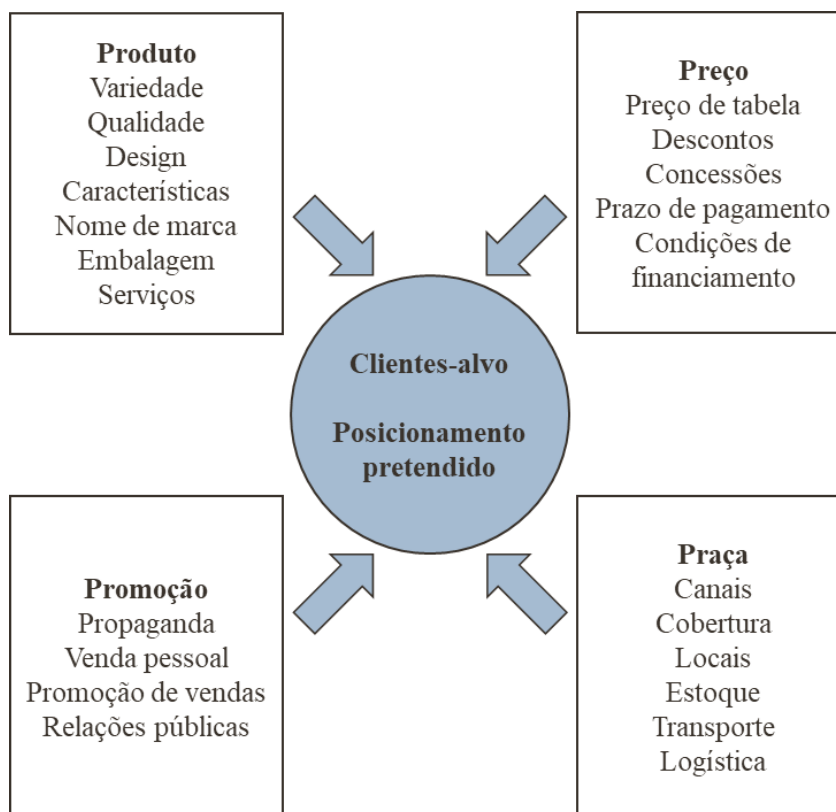 Produto
Variedade
Qualidade
Design
Características
Nome de marca
Embalagem
Serviços
Preço
Preço de tabela
Descontos
Concessões
Prazo de pagamento
Condições de
financiamento
Clientes-alvo
Posicionamento
pretendido
Promoção
Propaganda
Venda pessoal
Promoção de vendas
Relações públicas
Praça
Canais
Cobertura
Locais
Estoque
Transporte
Logística